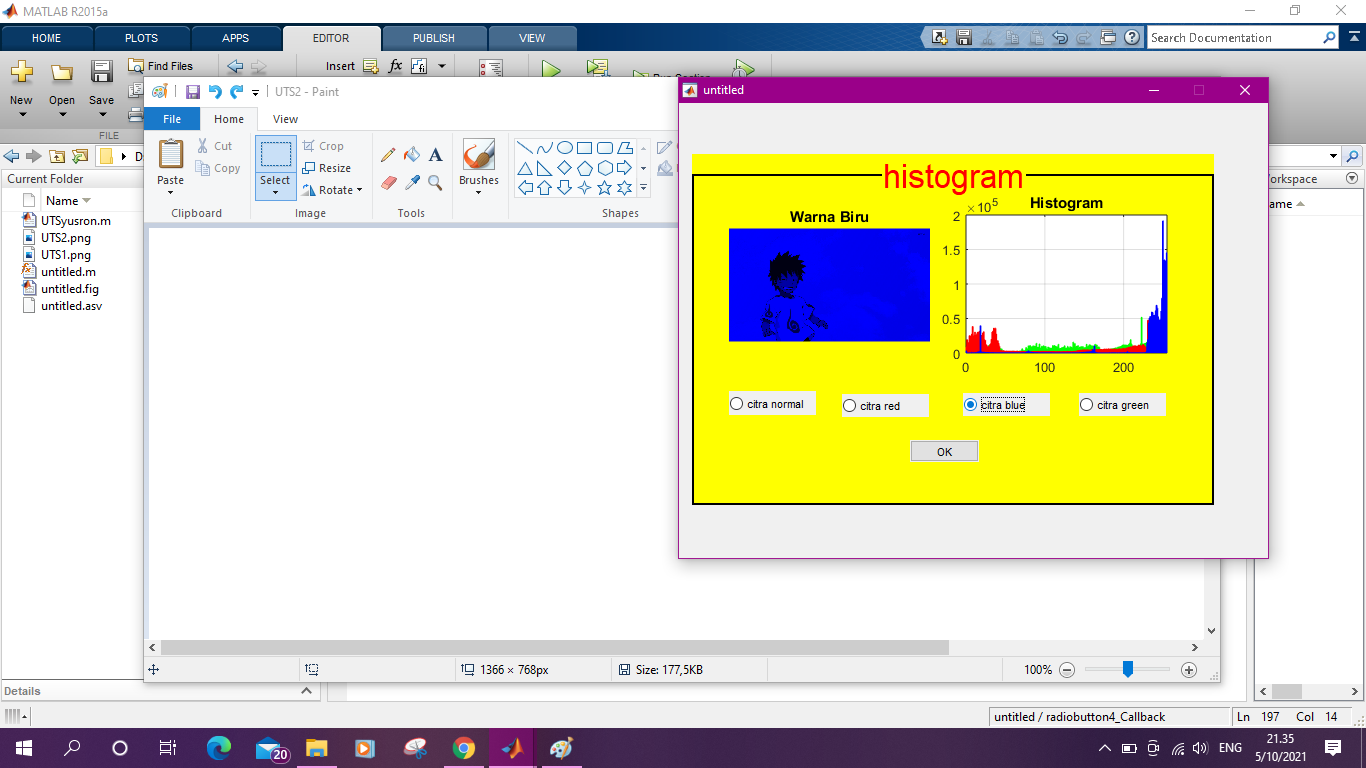 MATLAB R2015a
HOME
PLOTS
APPS
EDITOR
PUBLISH
VIEW
Search Documentation
Find Files
Insert
fx
fi
New
Open
Save
FILE
UTS2 - Paint
File
Home
View
Paste
Cut
Copy
Clipboard
Select
Crop
Resize
Rotate
Image
A
Tools
Brushes
Shapes
D
Current Folder
Name
UTSyusron.m
UTS2.png
UTS1.png
untitled.m
untitled.fig
untitled.asv
untitled
histogram
Warna Biru
Histogram
×10^5
2
1.5
1
0.5
0
0
100
200
citra normal
citra red
citra blue
citra green
OK
1366 × 768px
Size: 177,5KB
100%
Details
untitled / radiobutton4_Callback
Ln 197 Col 14
20
ENG
21.35
5/10/2021